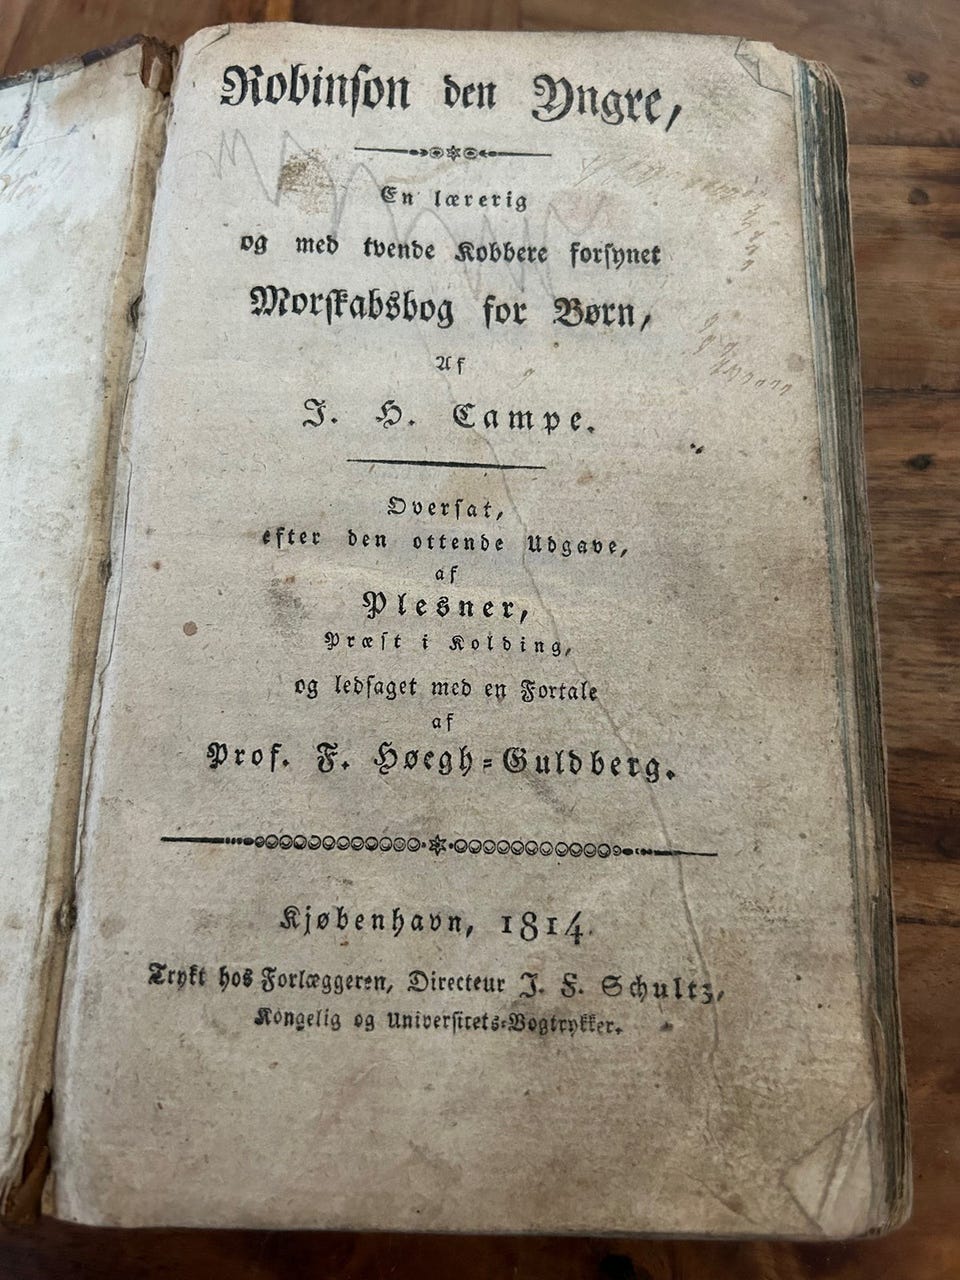 Robinson den Yngre,
En lærerig
og med tvende Kobbere forsynet
Morskabsbog for Børn,
Af
J. H. Campe.
Oversat,
efter den ottende Udgave,
af
Plesner,
Præst i Kolding,
og ledsaget med en Fortale
af
Prof. F. Høegh-Guldberg.
Kjøbenhavn, 1814.
Trykt hos Forlæggeren, Directeur J. F. Schultz,
Kongelig og Universitets-Bogtrykker.